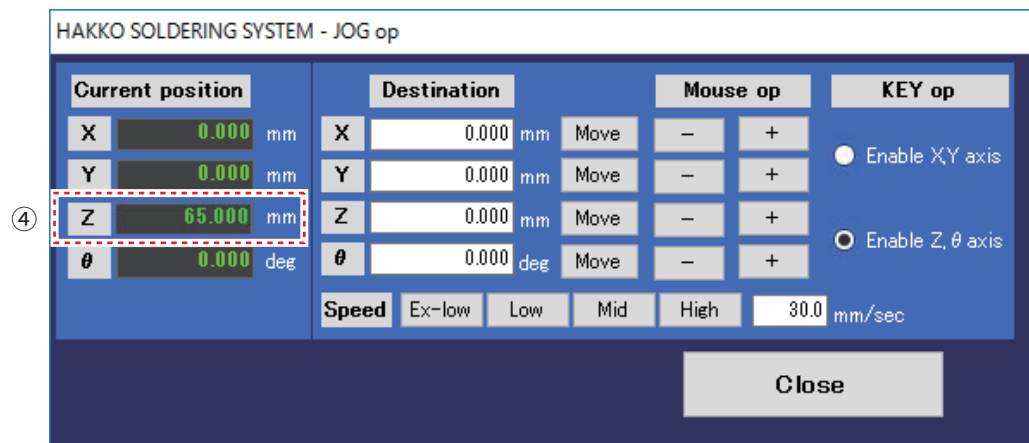 HAKKO SOLDERING SYSTEM - JOG op
Current position Destination Mouse op KEY op
X 0.000 mm X 0.000 mm Move − +
Enable X,Y axis
Y 0.000 mm Y 0.000 mm Move − +
④ Z 65.000 mm Z 0.000 mm Move − +
Enable Z, θ axis
θ 0.000 deg θ 0.000 deg Move − +
Speed Ex-low Low Mid High 30.0 mm/sec
Close